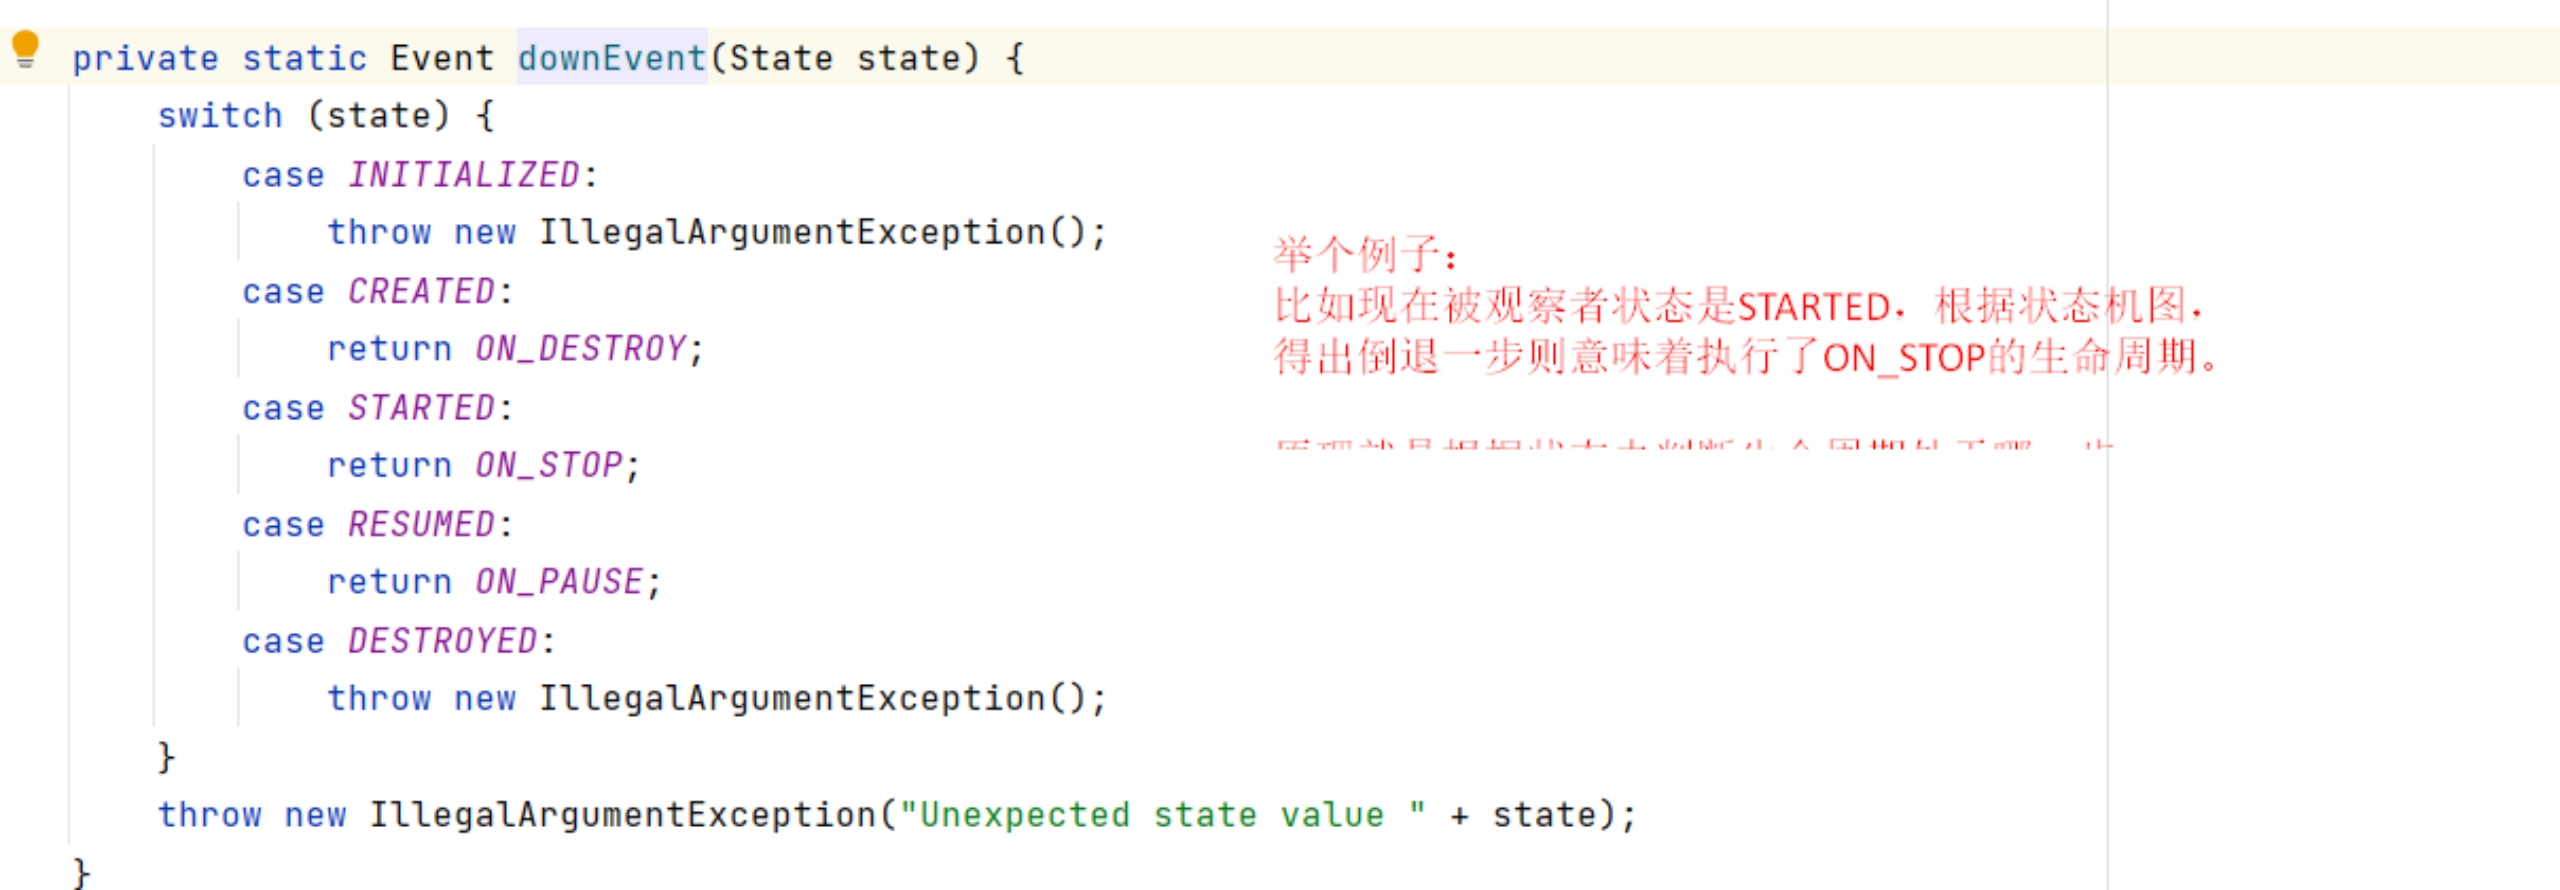 private static Event downEvent(State state) {
switch (state) {
case INITIALIZED:
throw new IllegalArgumentException();
case CREATED:
return ON_DESTROY;
case STARTED:
return ON_STOP;
case RESUMED:
return ON_PAUSE;
case DESTROYED:
throw new IllegalArgumentException();
}
throw new IllegalArgumentException("Unexpected state value " + state);
}
举个例子：
比如现在被观察者状态是STARTED，根据状态机图，
得出倒退一步则意味着执行了ON_STOP的生命周期。